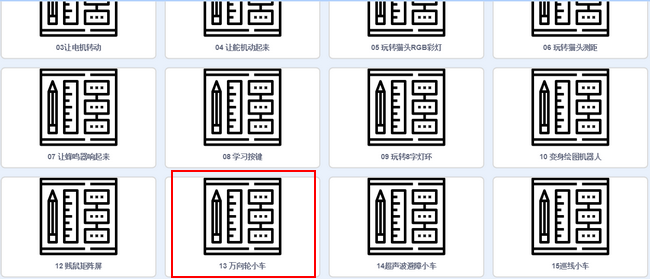 03让电机转动
04 让舵机动起来
05 玩转猫头RGB彩灯
06 玩转猫头测距
07 让蜂鸣器响起来
08 学习按键
09 玩转8字灯环
10 变身绘图机器人
12 贱鼠矩阵屏
13 万向轮小车
14超声波避障小车
15巡线小车